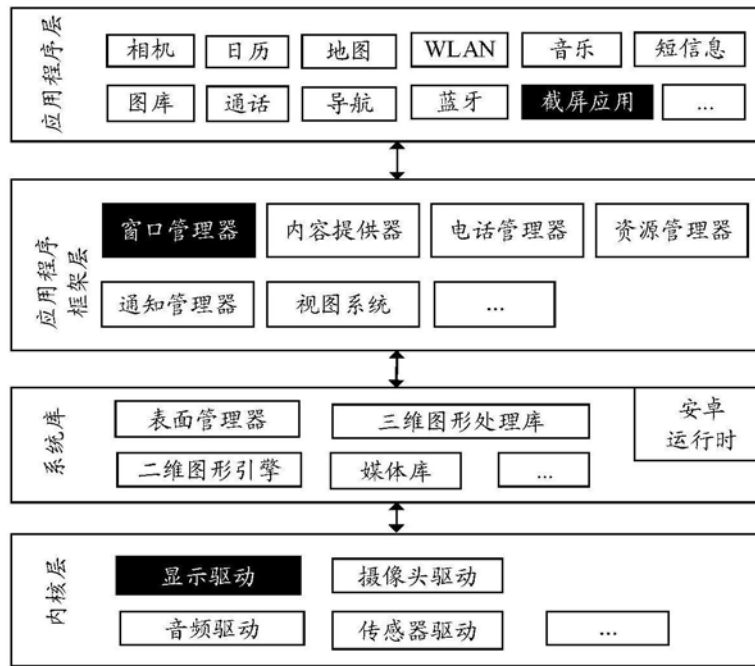 应用程序层
相机 日历 地图 WLAN 音乐 短信息
图库 通话 导航 蓝牙 截屏应用 ...
应用程序
框架层
窗口管理器 内容提供器 电话管理器 资源管理器
通知管理器 视图系统 ...
系统库
表面管理器 三维图形处理库
安卓
运行时
二维图形引擎 媒体库 ...
内核层
显示驱动 摄像头驱动
音频驱动 传感器驱动 ...